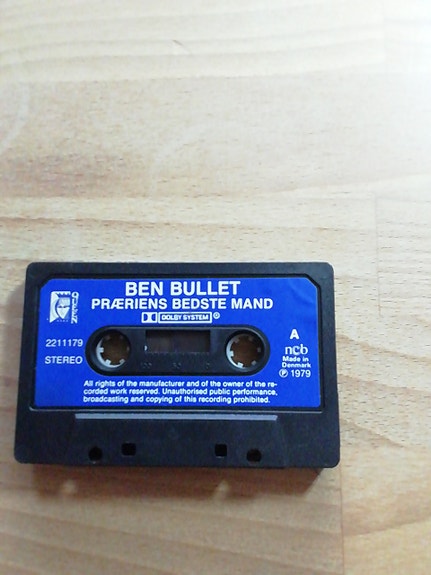 BEN BULLET
PRÆRIENS BEDSTE MAND
DOLBY SYSTEM ®
QUEEN
2211179
STEREO
A
ncb
Made in
Denmark
℗ 1979
All rights of the manufacturer and of the owner of the re-
corded work reserved. Unauthorised public performance,
broadcasting and copying of this recording prohibited.